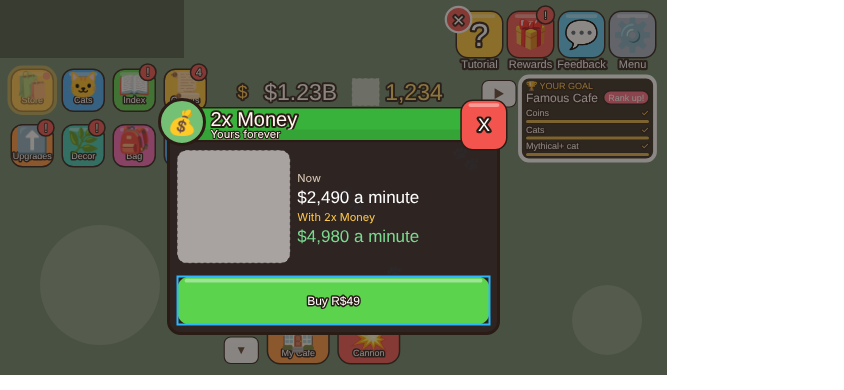 Tutorial
Rewards
Feedback
Menu
Store
Cats
Index
4
$ $1.23B
1,234
YOUR GOAL
Famous Cafe
Rank up!
Coins
Cats
Mythical+ cat
Upgrades
Decor
Bag
2x Money
Yours forever
X
Now
$2,490 a minute
With 2x Money
$4,980 a minute
Buy R$49
My Cafe
Cannon